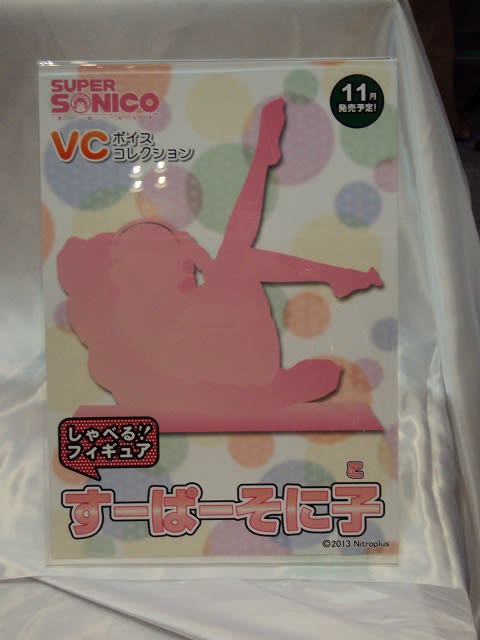 SUPER
SONICO
11月
発売予定!
VC ボイス
コレクション
しゃべる!!
フィギュア
こ
すーぱーそに子
©2013 Nitroplus